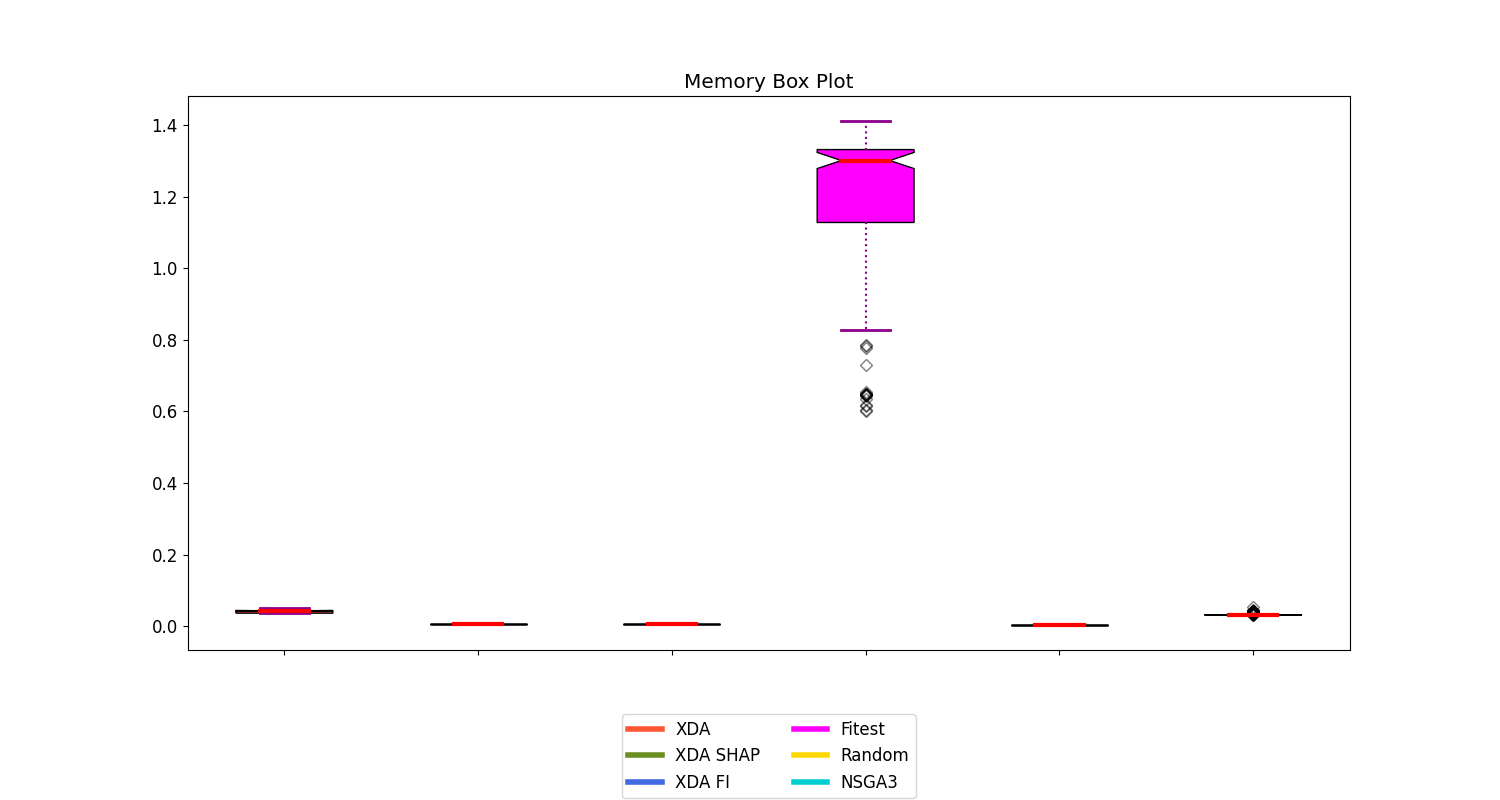 Memory Box Plot
1.4
1.2
1.0
0.8
0.6
0.4
0.2
0.0
XDA
XDA SHAP
XDA FI
Fitest
Random
NSGA3